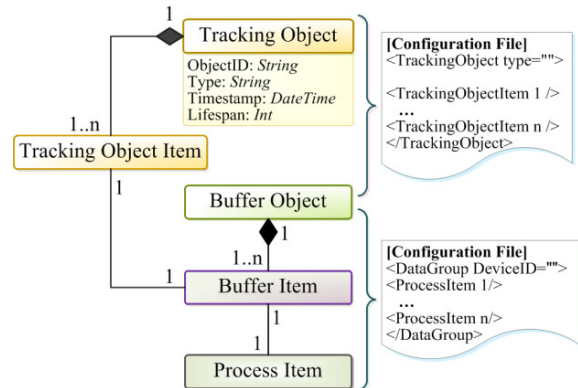 1
Tracking Object
ObjectID: String
Type: String
Timestamp: DateTime
Lifespan: Int
1..n
Tracking Object Item
1
[Configuration File]
<TrackingObject type="">
<TrackingObjectItem 1 />
...
<TrackingObjectItem n />
</TrackingObject>
Buffer Object
1
1..n
1
Buffer Item
1
1
Process Item
[Configuration File]
<DataGroup DeviceID="">
<ProcessItem 1/>
...
<ProcessItem n/>
</DataGroup>